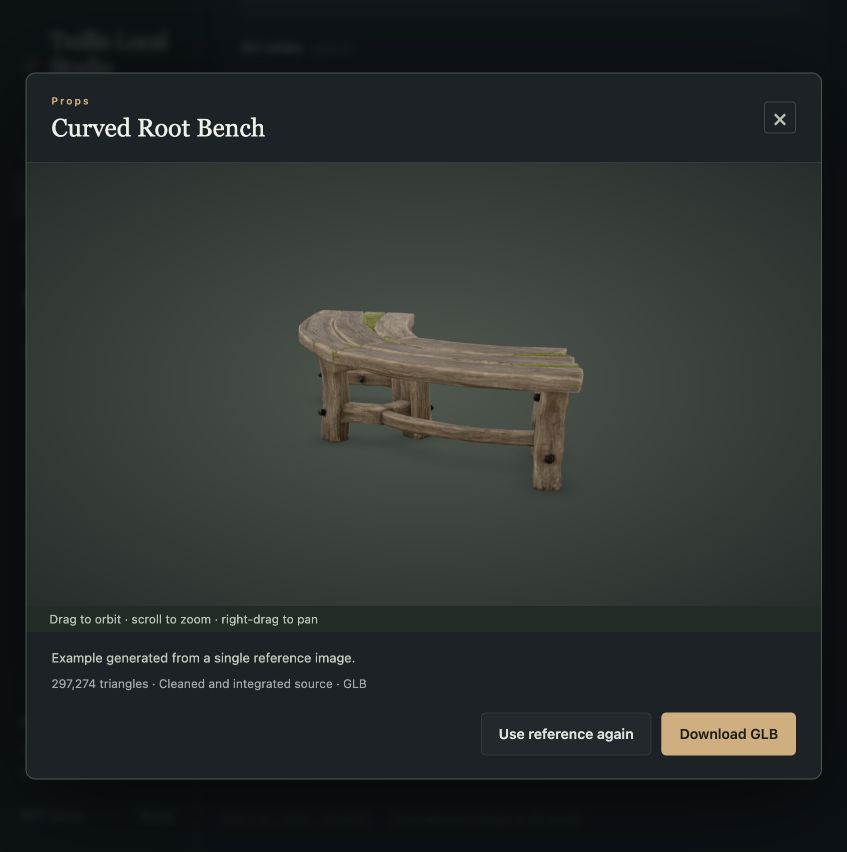 Props
Curved Root Bench
Drag to orbit · scroll to zoom · right-drag to pan
Example generated from a single reference image.
297,274 triangles · Cleaned and integrated source · GLB
Use reference again
Download GLB